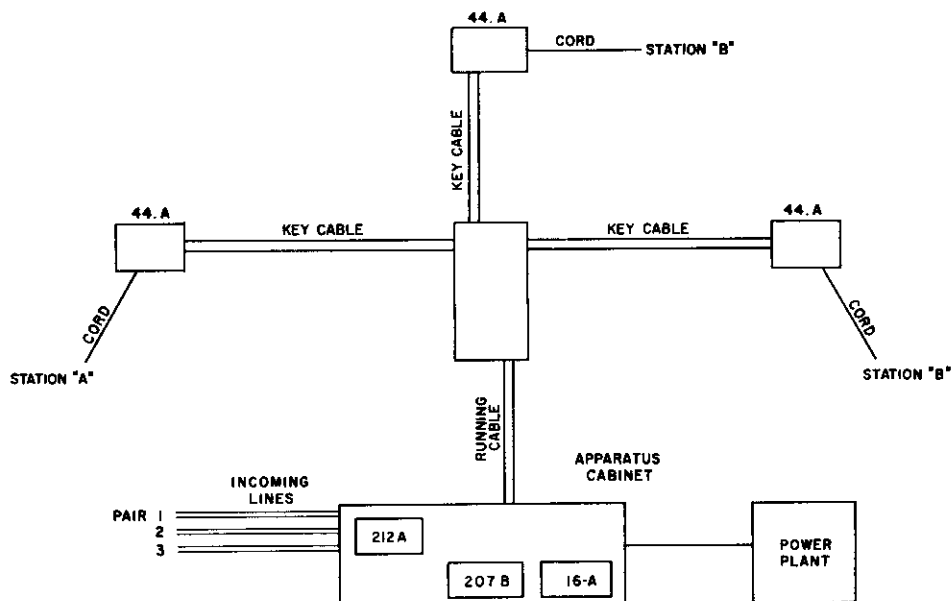 44.A
CORD
STATION "B"
KEY CABLE
44.A
KEY CABLE
KEY CABLE
44.A
CORD
STATION "A"
CORD
STATION "B"
RUNNING
CABLE
APPARATUS
CABINET
INCOMING
LINES
PAIR 1
2
3
212A
207B
16-A
POWER
PLANT